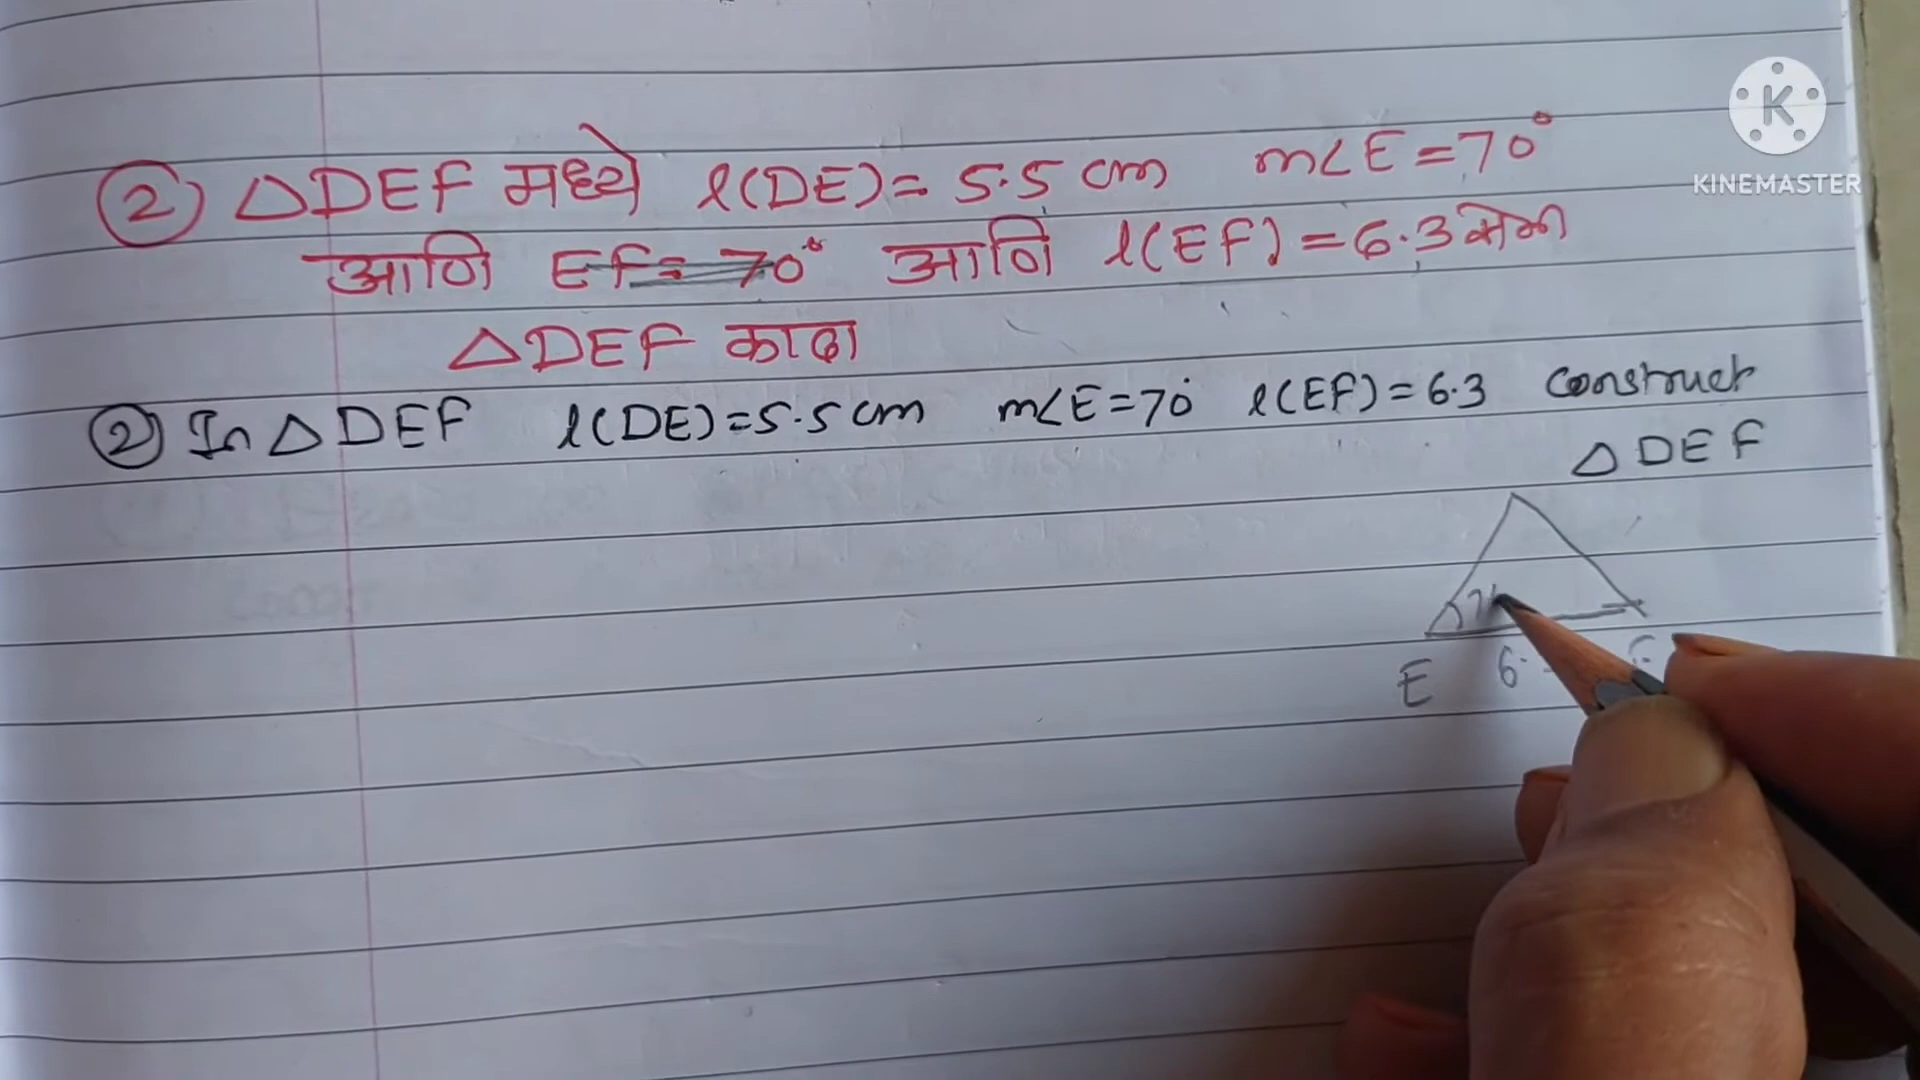 ② △DEF मध्ये l(DE)= 5.5 cm m∠E=70°
आणि EF= 70° आणि l(EF)=6.3 सेमी
△DEF काढा
② In △DEF l(DE)=5.5 cm m∠E=70° l(EF)=6.3 construct
△ DEF
E 6.
K
KINEMASTER